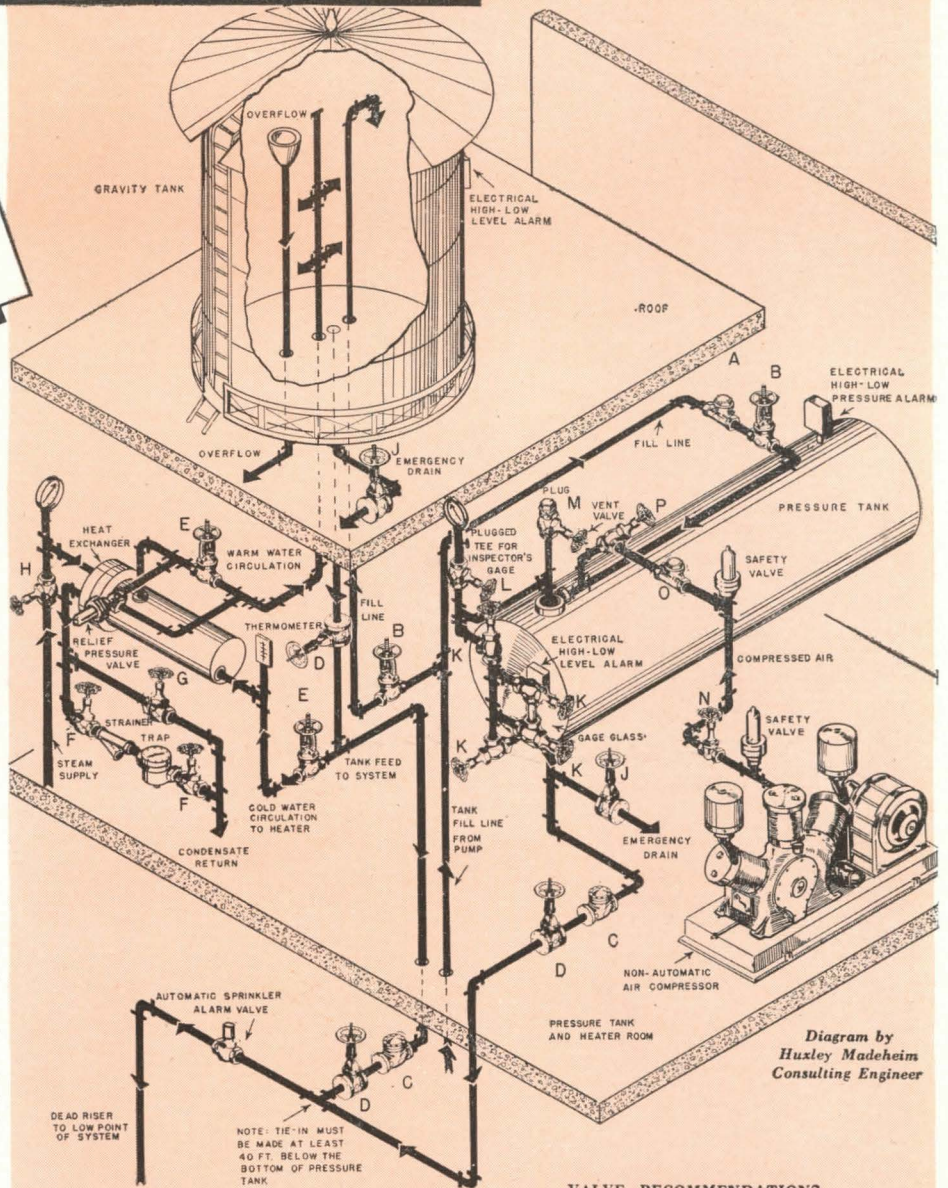 OVERFLOW
GRAVITY TANK
ELECTRICAL
HIGH-LOW
LEVEL ALARM
ROOF
A
B
ELECTRICAL
HIGH-LOW
PRESSURE ALARM
FILL LINE
OVERFLOW
J
EMERGENCY
DRAIN
PLUG
M
VENT
VALVE
P
PRESSURE TANK
HEAT
EXCHANGER
E
WARM WATER
CIRCULATION
PLUGGED
TEE FOR
INSPECTOR'S
GAGE
H
L
O
SAFETY
VALVE
FILL
LINE
THERMOMETER
D
B
RELIEF
PRESSURE
VALVE
K
ELECTRICAL
HIGH-LOW
LEVEL ALARM
COMPRESSED AIR
G
E
K
N
SAFETY
VALVE
F
STRAINER
TRAP
K
GAGE GLASS
STEAM
SUPPLY
F
TANK FEED
TO SYSTEM
K
J
COLD WATER
CIRCULATION
TO HEATER
TANK
FILL LINE
FROM
PUMP
EMERGENCY
DRAIN
CONDENSATE
RETURN
D
C
NON-AUTOMATIC
AIR COMPRESSOR
AUTOMATIC SPRINKLER
ALARM VALVE
PRESSURE TANK
AND HEATER ROOM
Diagram by
Huxley Madeheim
Consulting Engineer
C
D
DEAD RISER
TO LOW POINT
OF SYSTEM
NOTE: TIE-IN MUST
BE MADE AT LEAST
40 FT. BELOW THE
BOTTOM OF PRESSURE
TANK
VALVE RECOMMENDATIONS